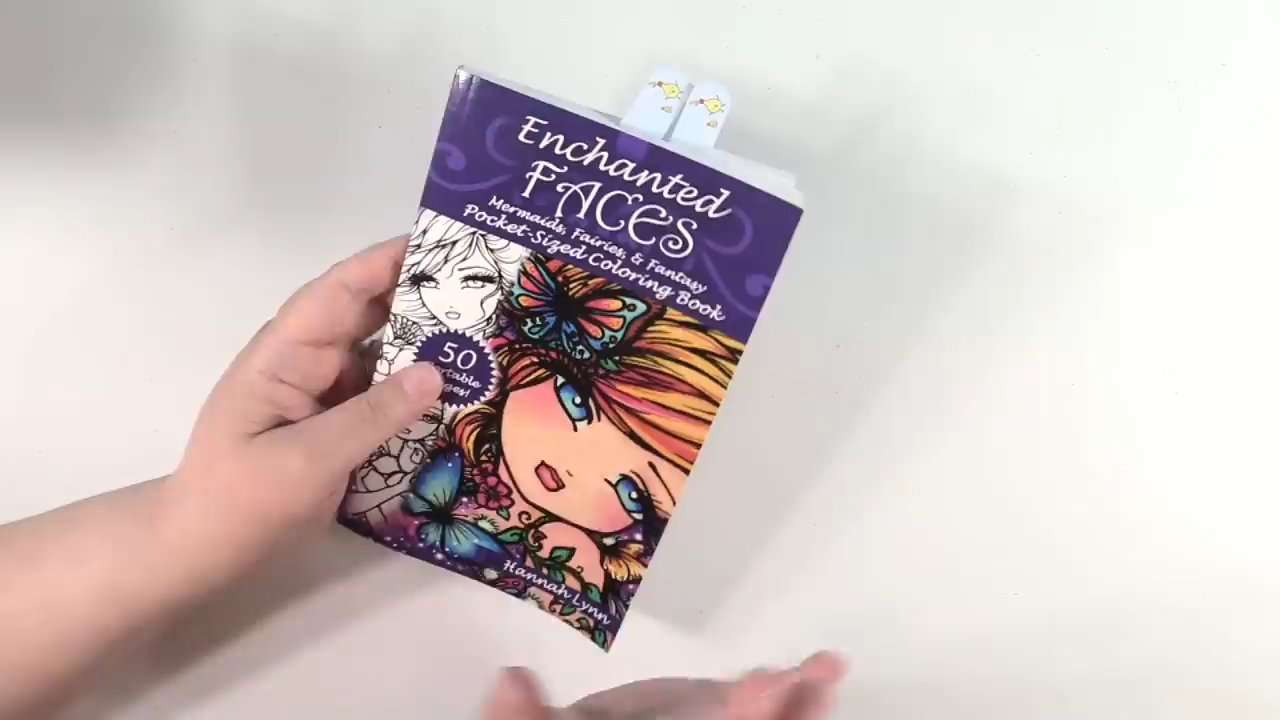 Enchanted
FACES
Mermaids, Fairies, & Fantasy
Pocket-Sized Coloring Book
50
Hannah Lynn